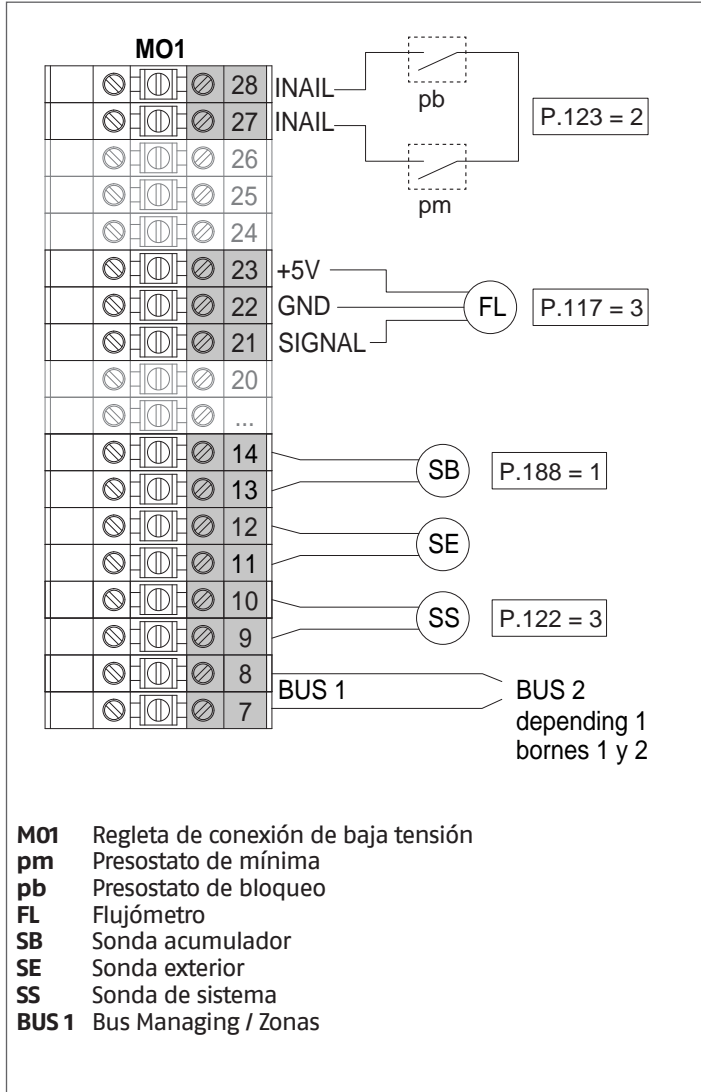 MO1
28 INAIL
pb
27 INAIL
P.123 = 2
26
pm
25
24
23 +5V
22 GND FL P.117 = 3
21 SIGNAL
20
...
14
SB P.188 = 1
13
12
SE
11
10
SS P.122 = 3
9
8
BUS 1 BUS 2
7
depending 1
bornes 1 y 2
M01 Regleta de conexión de baja tensión
pm Presostato de mínima
pb Presostato de bloqueo
FL Flujómetro
SB Sonda acumulador
SE Sonda exterior
SS Sonda de sistema
BUS 1 Bus Managing / Zonas